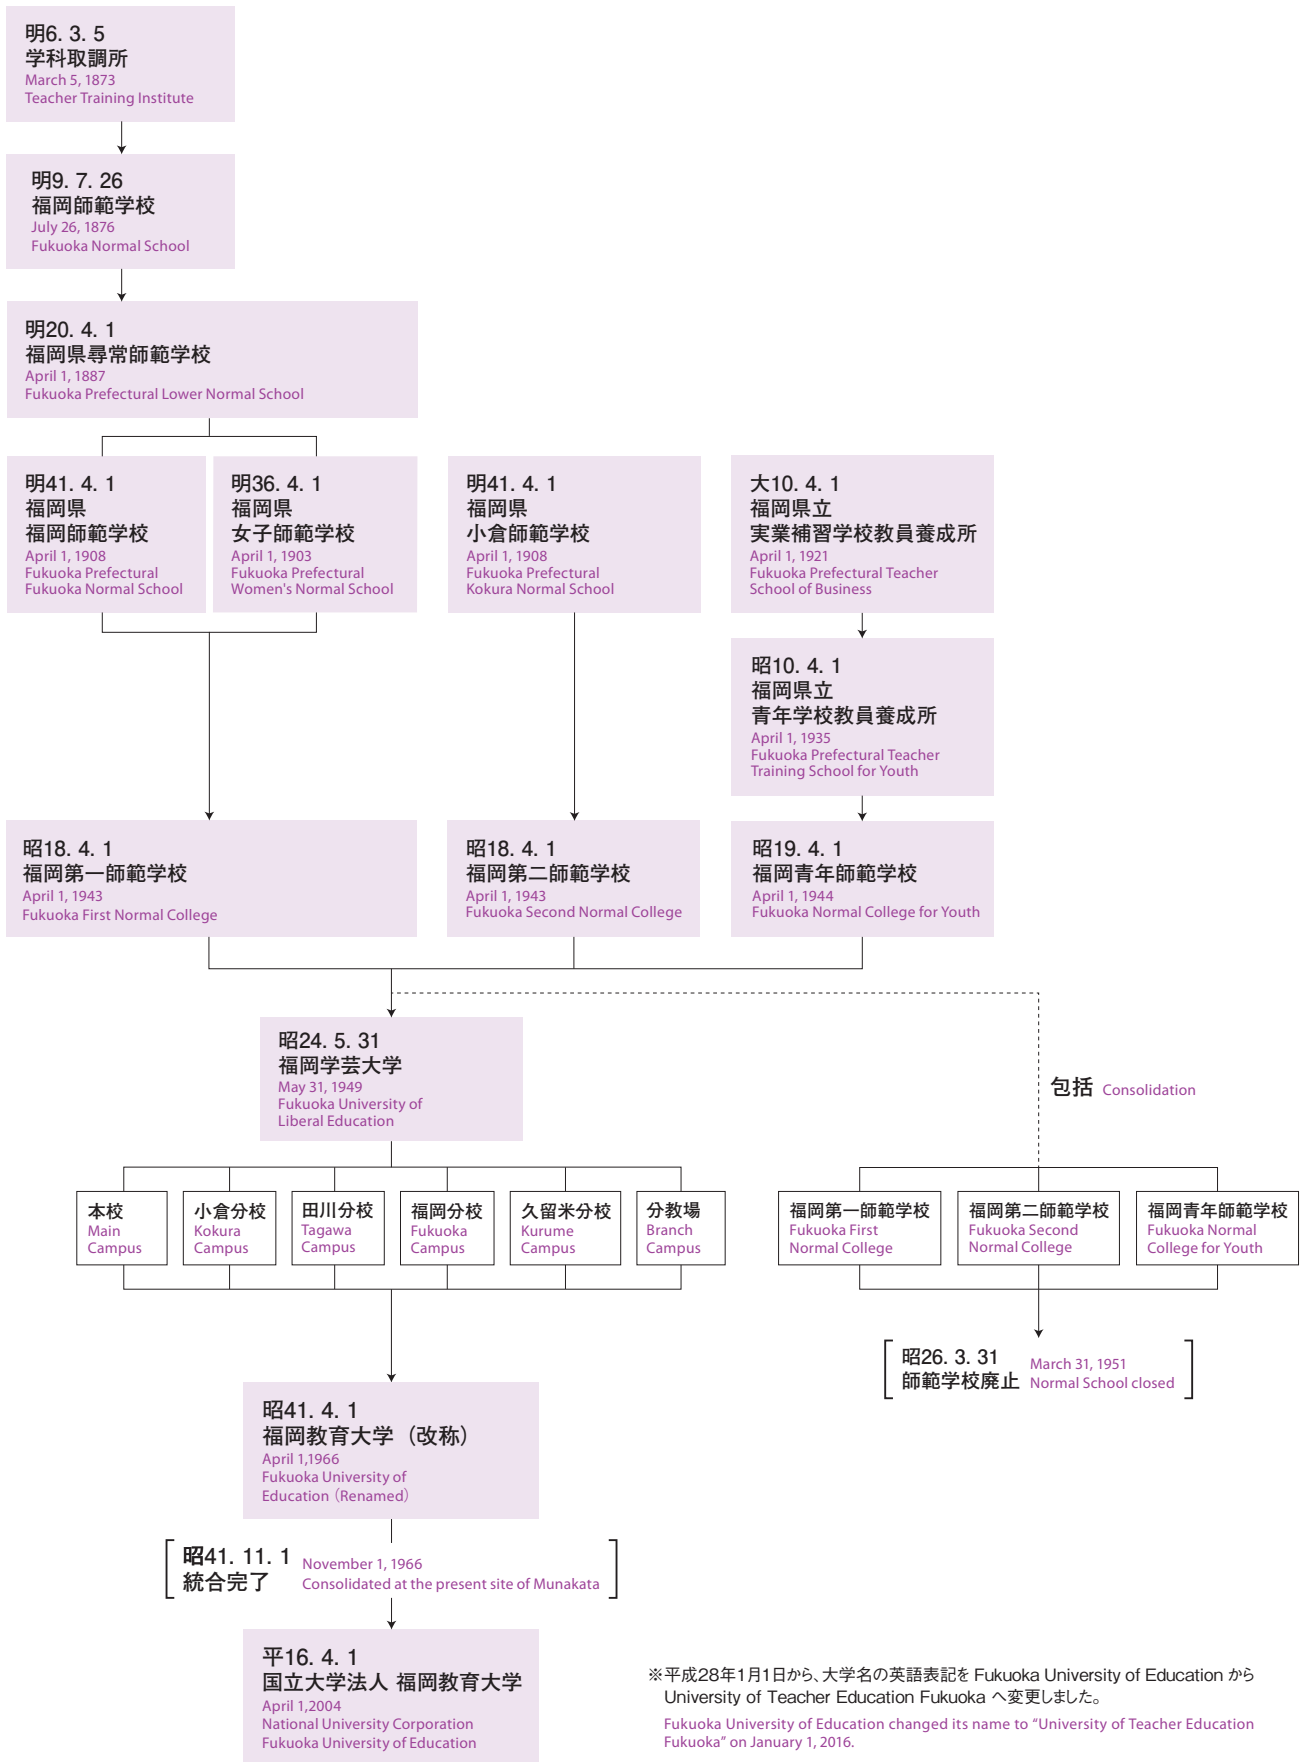 明6. 3. 5
学科取調所
March 5, 1873
Teacher Training Institute
明9. 7. 26
福岡師範学校
July 26, 1876
Fukuoka Normal School
明20. 4. 1
福岡県尋常師範学校
April 1, 1887
Fukuoka Prefectural Lower Normal School
明41. 4. 1
福岡県
福岡師範学校
April 1, 1908
Fukuoka Prefectural
Fukuoka Normal School
明36. 4. 1
福岡県
女子師範学校
April 1, 1903
Fukuoka Prefectural
Women's Normal School
明41. 4. 1
福岡県
小倉師範学校
April 1, 1908
Fukuoka Prefectural
Kokura Normal School
大10. 4. 1
福岡県立
実業補習学校教員養成所
April 1, 1921
Fukuoka Prefectural Teacher
School of Business
昭10. 4. 1
福岡県立
青年学校教員養成所
April 1, 1935
Fukuoka Prefectural Teacher
Training School for Youth
昭18. 4. 1
福岡第一師範学校
April 1, 1943
Fukuoka First Normal College
昭18. 4. 1
福岡第二師範学校
April 1, 1943
Fukuoka Second Normal College
昭19. 4. 1
福岡青年師範学校
April 1, 1944
Fukuoka Normal College for Youth
昭24. 5. 31
福岡学芸大学
May 31, 1949
Fukuoka University of
Liberal Education
包括 Consolidation
本校
Main
Campus
小倉分校
Kokura
Campus
田川分校
Tagawa
Campus
福岡分校
Fukuoka
Campus
久留米分校
Kurume
Campus
分教場
Branch
Campus
福岡第一師範学校
Fukuoka First
Normal College
福岡第二師範学校
Fukuoka Second
Normal College
福岡青年師範学校
Fukuoka Normal
College for Youth
昭26. 3. 31
師範学校廃止
March 31, 1951
Normal School closed
昭41. 4. 1
福岡教育大学（改称）
April 1,1966
Fukuoka University of
Education（Renamed）
昭41. 11. 1
統合完了
November 1, 1966
Consolidated at the present site of Munakata
平16. 4. 1
国立大学法人 福岡教育大学
April 1,2004
National University Corporation
Fukuoka University of Education
※平成28年1月1日から、大学名の英語表記を Fukuoka University of Education から
University of Teacher Education Fukuoka へ変更しました。
Fukuoka University of Education changed its name to “University of Teacher Education
Fukuoka” on January 1, 2016.